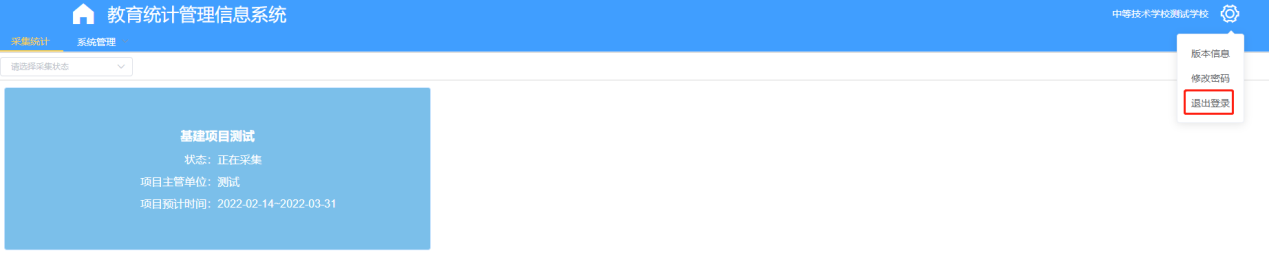 教育统计管理信息系统
中等技术学校测试学校
采集统计
系统管理
请选择采集状态
版本信息
修改密码
退出登录
基建项目测试
状态：正在采集
项目主管单位：测试
项目预计时间：2022-02-14~2022-03-31